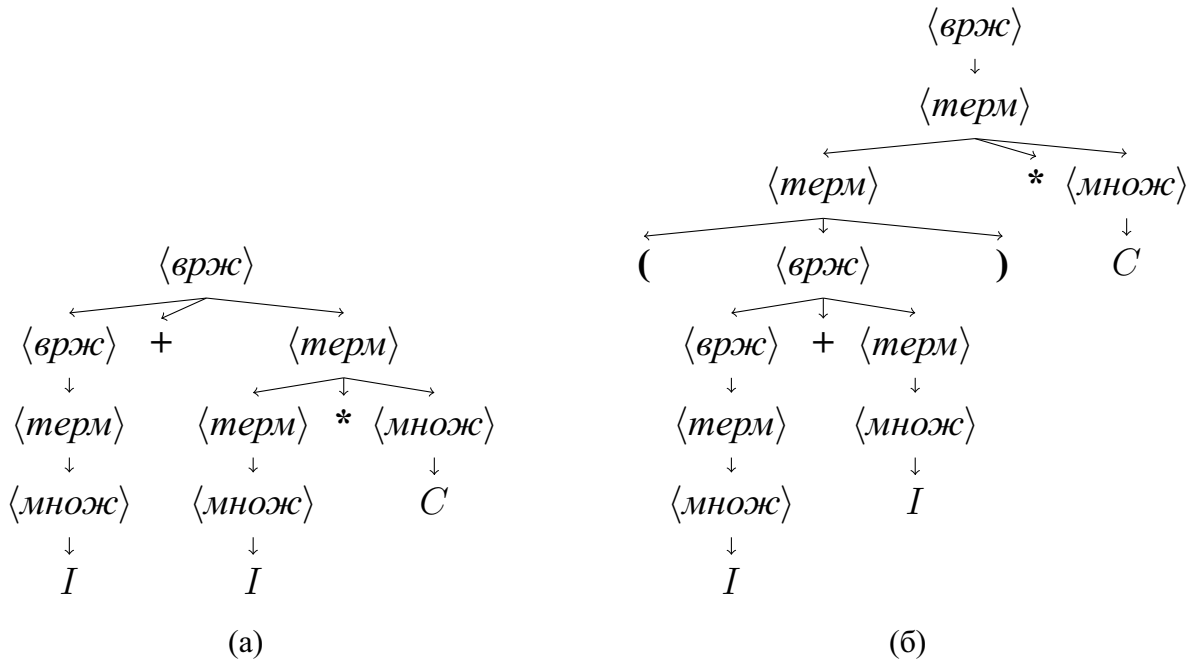 ⟨врж⟩
⟨терм⟩
⟨терм⟩ * ⟨множ⟩
⟨врж⟩ ( ⟨врж⟩ ) C
⟨врж⟩ + ⟨терм⟩ ⟨врж⟩ + ⟨терм⟩
⟨терм⟩ ⟨терм⟩ * ⟨множ⟩ ⟨терм⟩ ⟨множ⟩
⟨множ⟩ ⟨множ⟩ C ⟨множ⟩ I
I I I
(а) (б)